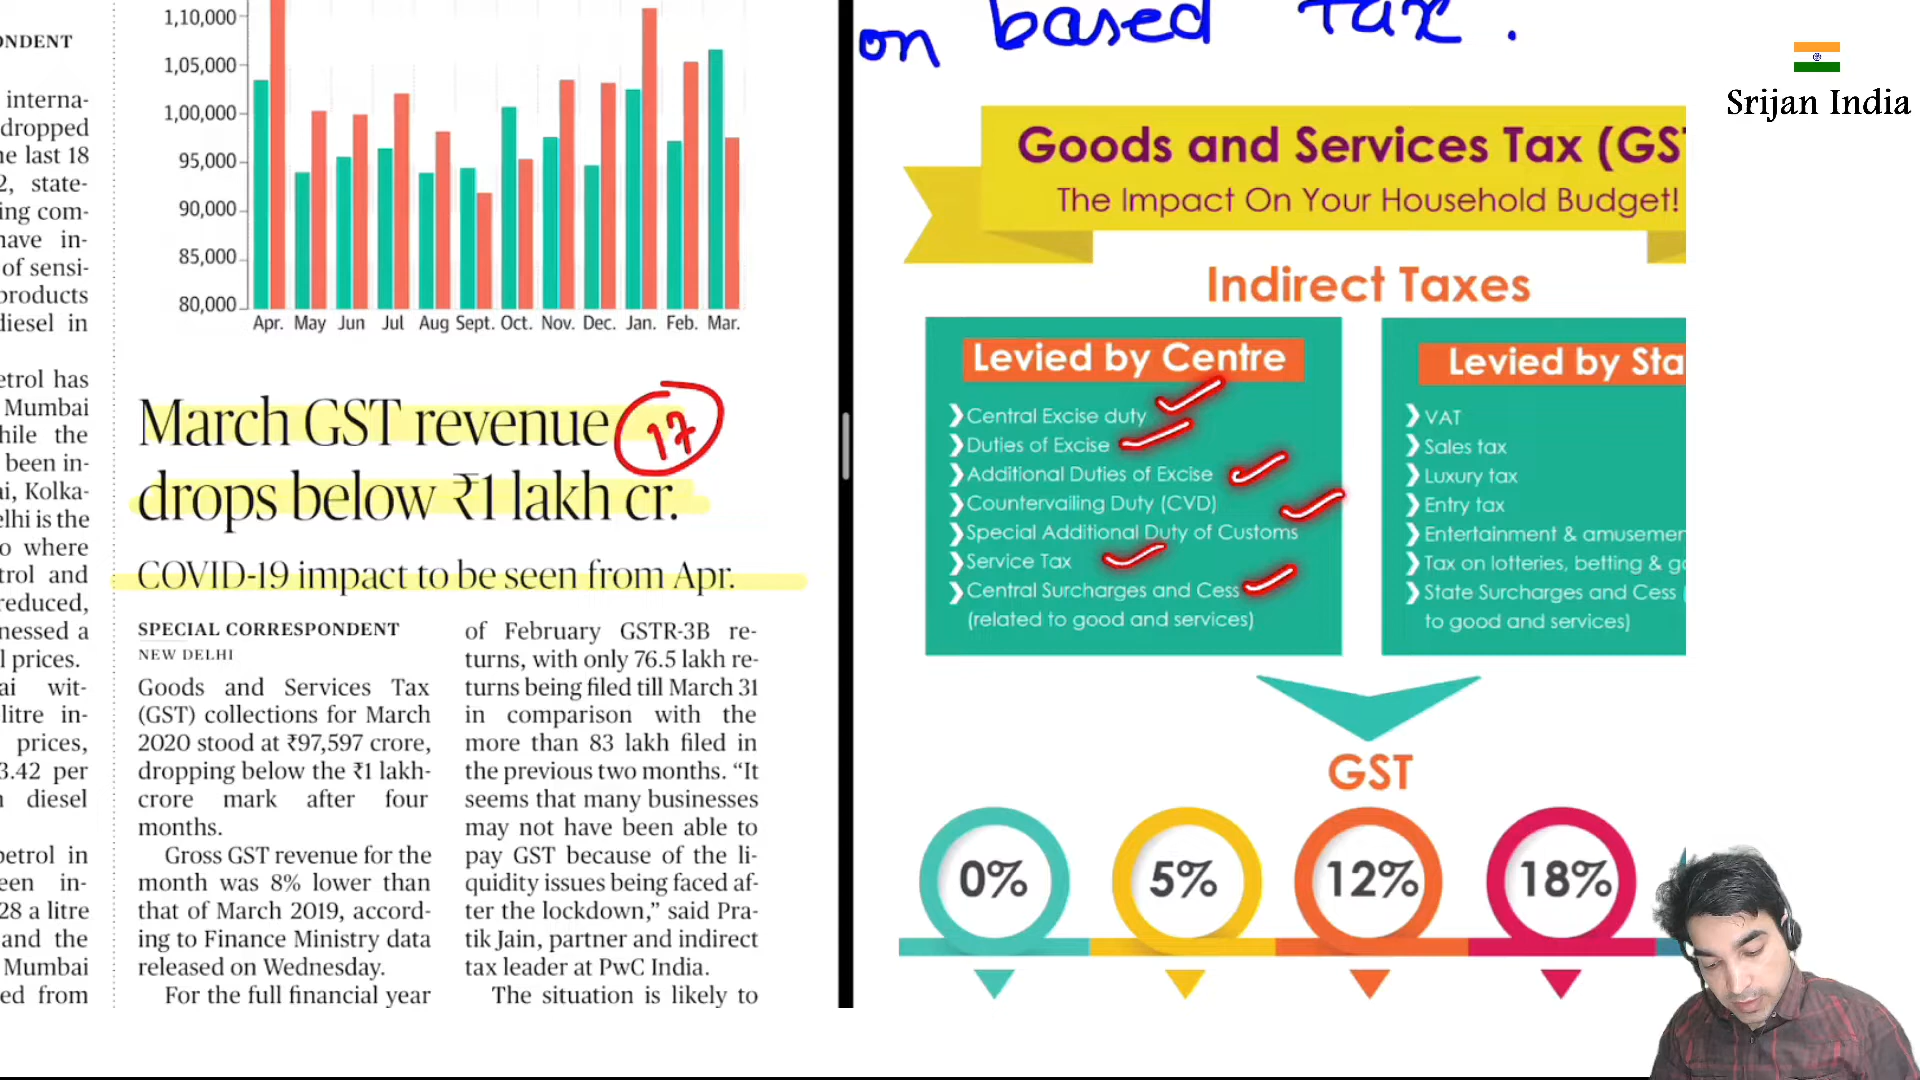 ONDENT
interna-
dropped
he last 18
2, state-
ing com-
have in-
of sensi-
products
diesel in
etrol has
Mumbai
hile the
been in-
ai, Kolka-
elhi is the
o where
trol and
reduced,
nessed a
l prices.
ai wit-
litre in-
prices,
3.42 per
n diesel
petrol in
een in-
28 a litre
and the
Mumbai
ed from
1,10,000
1,05,000
1,00,000
95,000
90,000
85,000
80,000
Apr. May Jun Jul Aug Sept. Oct. Nov. Dec. Jan. Feb. Mar.
March GST revenue 17
drops below ₹1 lakh cr.
COVID-19 impact to be seen from Apr.
SPECIAL CORRESPONDENT
NEW DELHI
Goods and Services Tax
(GST) collections for March
2020 stood at ₹97,597 crore,
dropping below the ₹1 lakh-
crore mark after four
months.
Gross GST revenue for the
month was 8% lower than
that of March 2019, accord-
ing to Finance Ministry data
released on Wednesday.
For the full financial year
of February GSTR-3B re-
turns, with only 76.5 lakh re-
turns being filed till March 31
in comparison with the
more than 83 lakh filed in
the previous two months. “It
seems that many businesses
may not have been able to
pay GST because of the li-
quidity issues being faced af-
ter the lockdown,” said Pra-
tik Jain, partner and indirect
tax leader at PwC India.
The situation is likely to
on based Tax.
Goods and Services Tax (GS
The Impact On Your Household Budget!
Indirect Taxes
Levied by Centre
Central Excise duty
Duties of Excise
Additional Duties of Excise
Countervailing Duty (CVD)
Special Additional Duty of Customs
Service Tax
Central Surcharges and Cess
(related to good and services)
Levied by Sta
VAT
Sales tax
Luxury tax
Entry tax
Entertainment & amusemen
Tax on lotteries, betting & g
State Surcharges and Cess (
to good and services)
GST
0% 5% 12% 18%
Srijan India